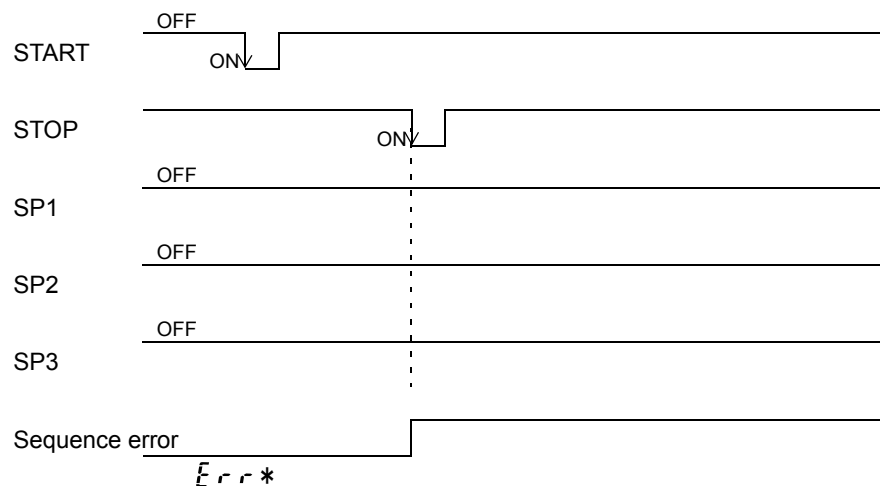 OFF
START
ON
STOP
ON
OFF
SP1
OFF
SP2
OFF
SP3
Sequence error
Err*